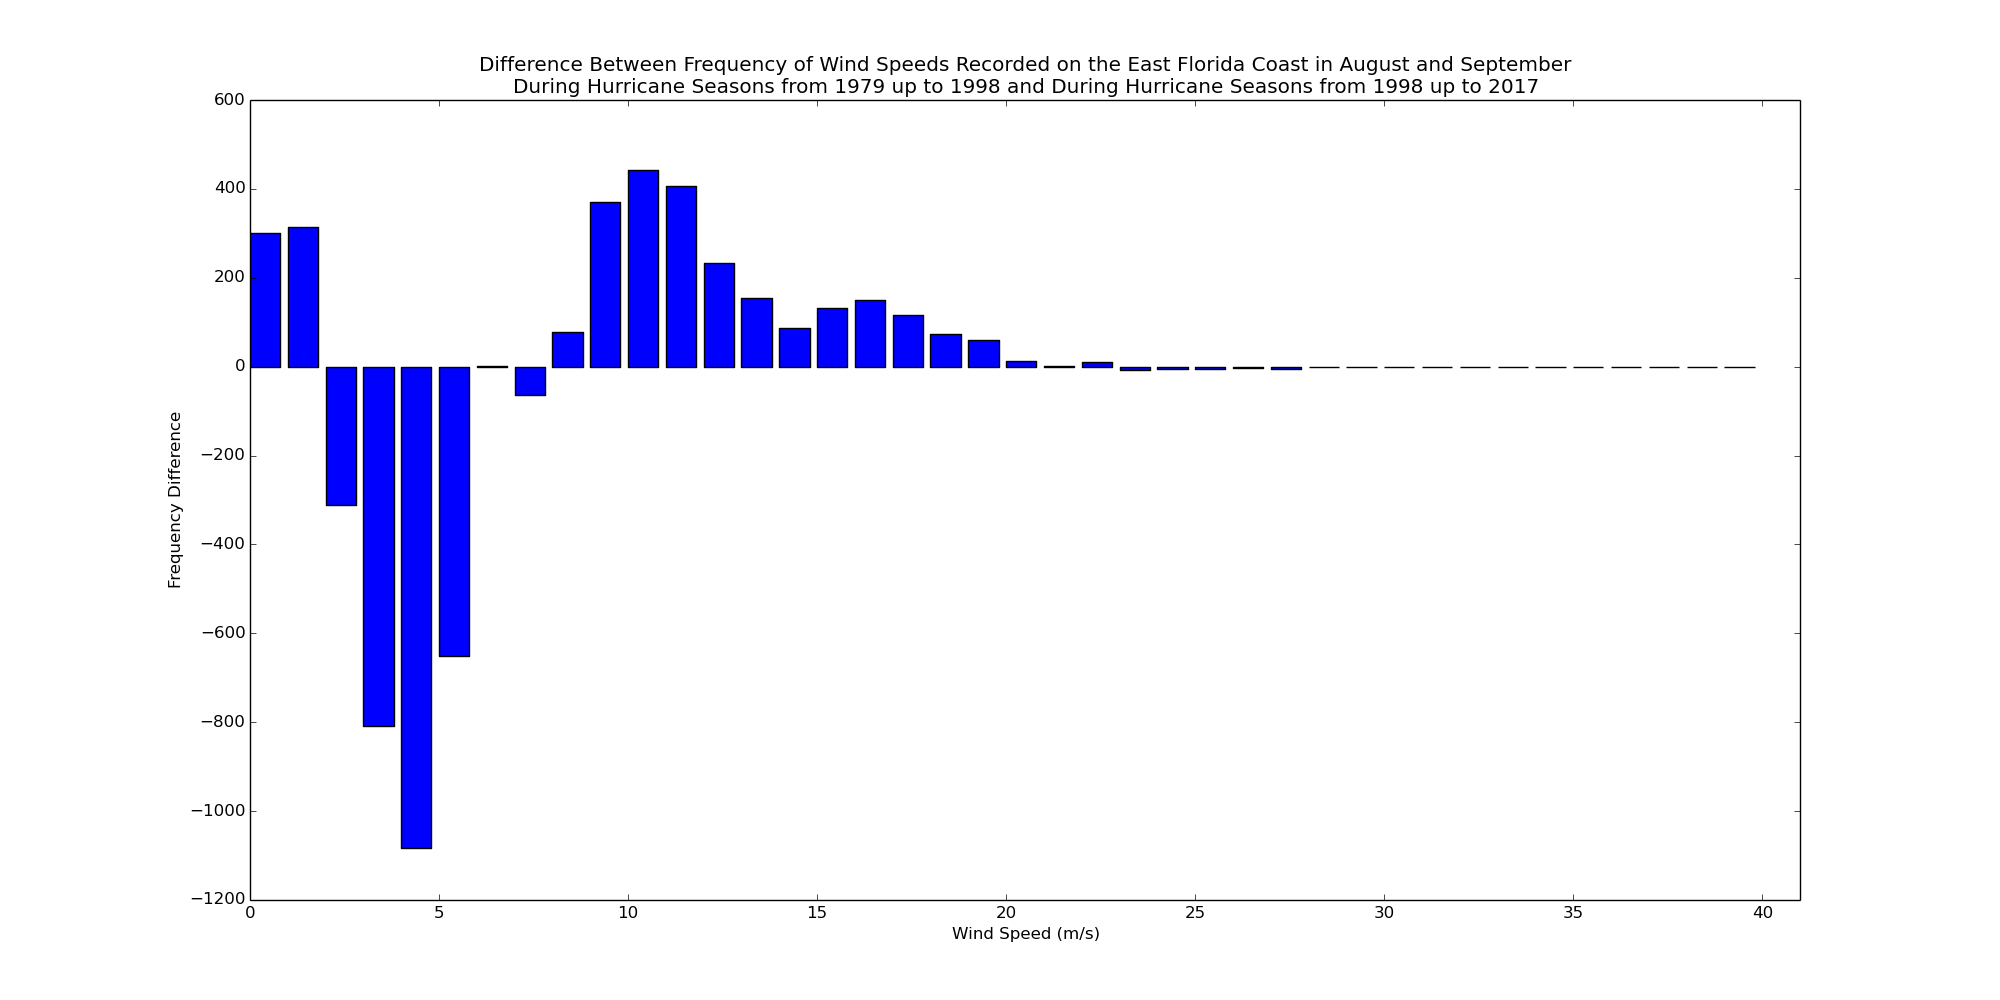 Difference Between Frequency of Wind Speeds Recorded on the East Florida Coast in August and September
During Hurricane Seasons from 1979 up to 1998 and During Hurricane Seasons from 1998 up to 2017
600
400
200
0
−200
−400
−600
−800
−1000
−1200
Frequency Difference
0 5 10 15 20 25 30 35 40
Wind Speed (m/s)